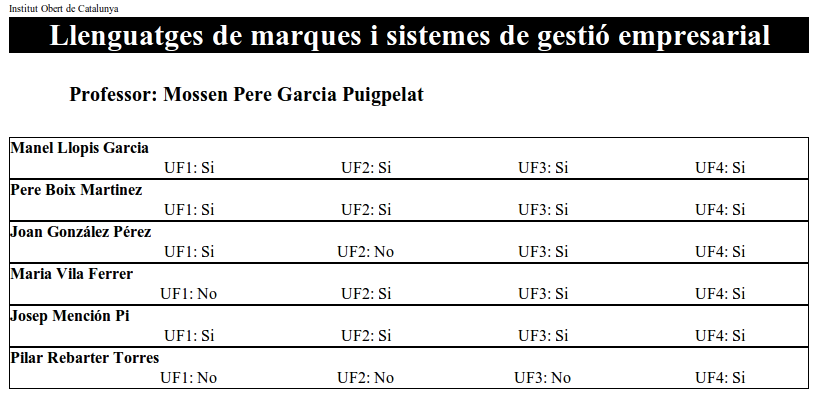 Institut Obert de Catalunya
Llenguatges de marques i sistemes de gestió empresarial
Professor: Mossen Pere Garcia Puigpelat
Manel Llopis Garcia
UF1: Si UF2: Si UF3: Si UF4: Si
Pere Boix Martinez
UF1: Si UF2: Si UF3: Si UF4: Si
Joan González Pérez
UF1: Si UF2: No UF3: Si UF4: Si
Maria Vila Ferrer
UF1: No UF2: Si UF3: Si UF4: Si
Josep Mención Pi
UF1: Si UF2: Si UF3: Si UF4: Si
Pilar Rebarter Torres
UF1: No UF2: No UF3: No UF4: Si